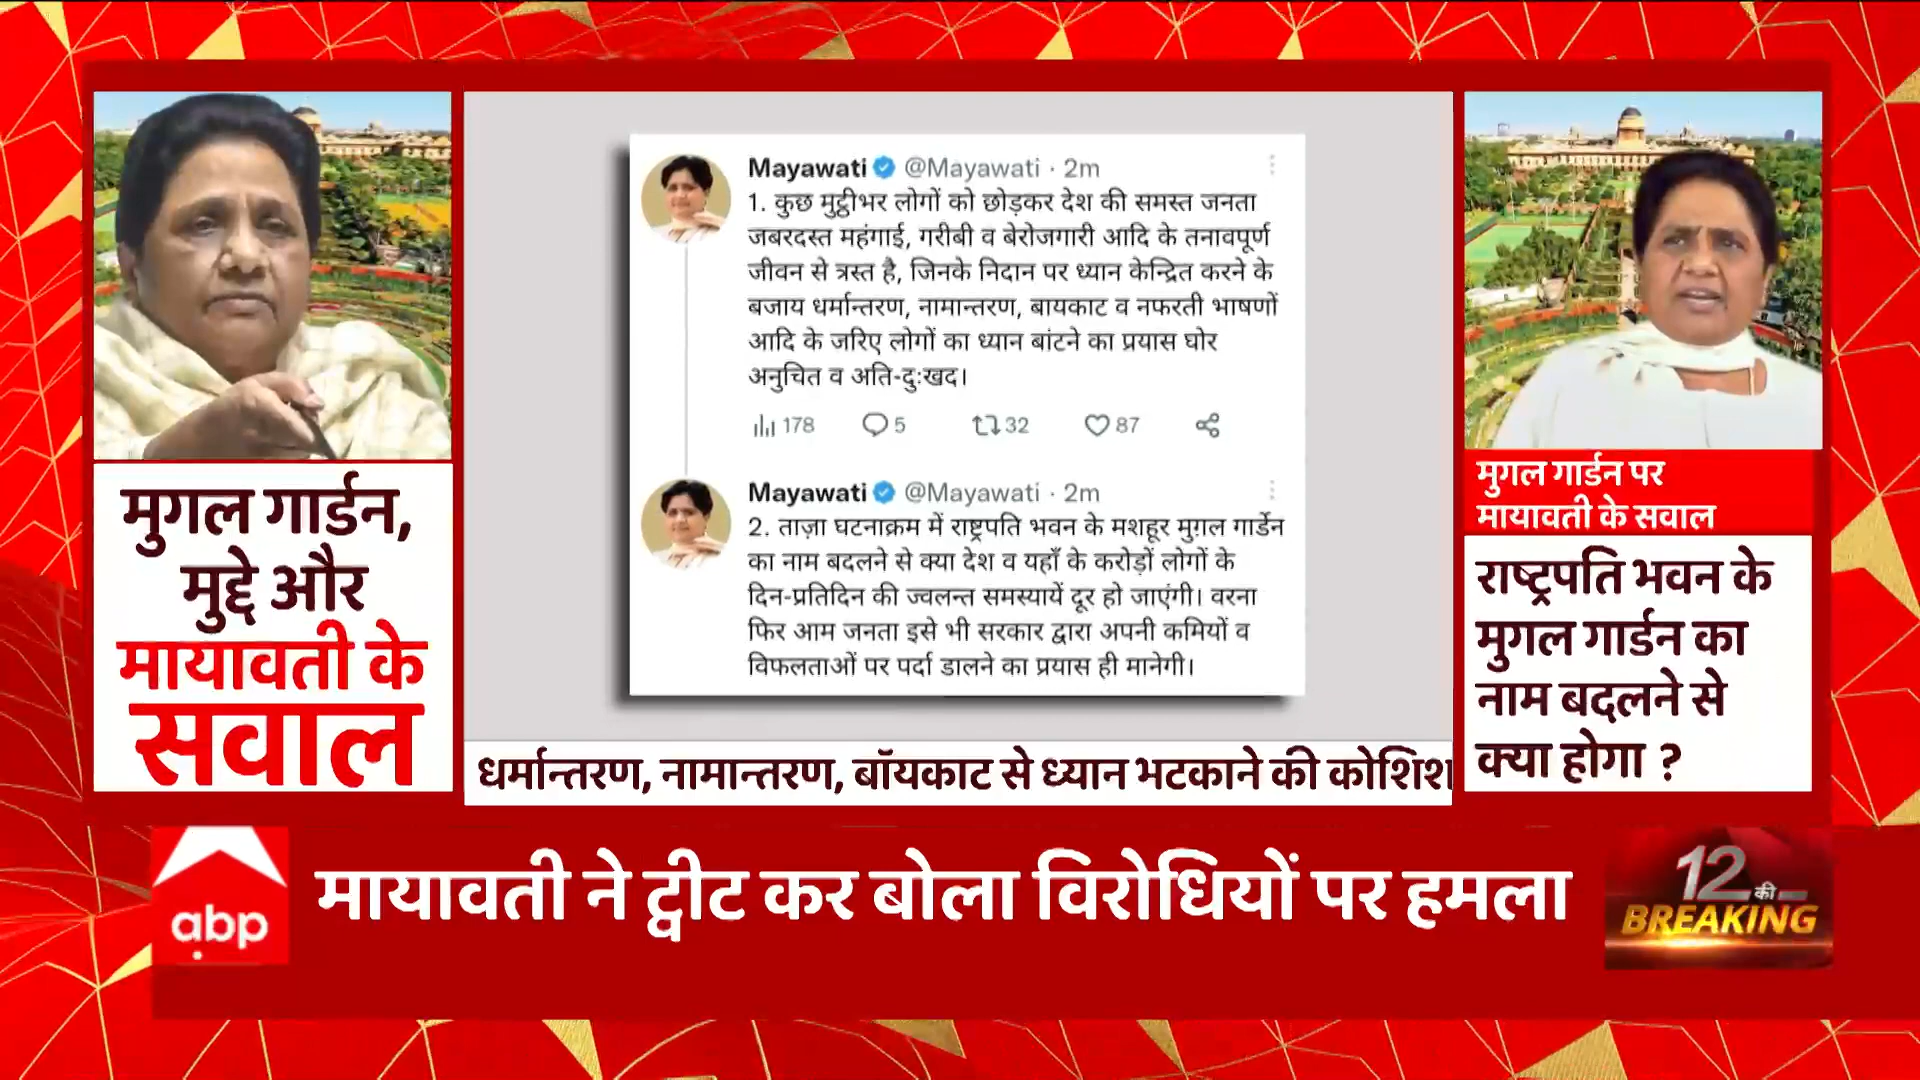 Mayawati @Mayawati · 2m
1. कुछ मुट्ठीभर लोगों को छोड़कर देश की समस्त जनता
जबरदस्त महंगाई, गरीबी व बेरोजगारी आदि के तनावपूर्ण
जीवन से त्रस्त है, जिनके निदान पर ध्यान केन्द्रित करने के
बजाय धर्मान्तरण, नामान्तरण, बायकाट व नफरती भाषणों
आदि के जरिए लोगों का ध्यान बांटने का प्रयास घोर
अनुचित व अति-दुःखद।
178 5 32 87
Mayawati @Mayawati · 2m
2. ताज़ा घटनाक्रम में राष्ट्रपति भवन के मशहूर मुग़ल गार्डेन
का नाम बदलने से क्या देश व यहाँ के करोड़ों लोगों के
दिन-प्रतिदिन की ज्वलन्त समस्यायें दूर हो जाएंगी। वरना
फिर आम जनता इसे भी सरकार द्वारा अपनी कमियों व
विफलताओं पर पर्दा डालने का प्रयास ही मानेगी।
मुगल गार्डन,
मुद्दे और
मायावती के
सवाल
मुगल गार्डन पर
मायावती के सवाल
राष्ट्रपति भवन के
मुगल गार्डन का
नाम बदलने से
क्या होगा ?
धर्मान्तरण, नामान्तरण, बॉयकाट से ध्यान भटकाने की कोशिश
abp
मायावती ने ट्वीट कर बोला विरोधियों पर हमला
12 की
BREAKING